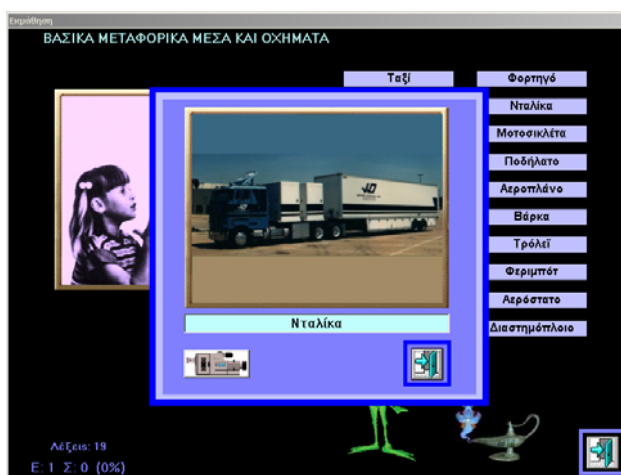 Εκμάθηση
ΒΑΣΙΚΑ ΜΕΤΑΦΟΡΙΚΑ ΜΕΣΑ ΚΑΙ ΟΧΗΜΑΤΑ
Ταξί
Φορτηγό
Νταλίκα
Μοτοσικλέτα
Ποδήλατο
Αεροπλάνο
Βάρκα
Τρόλεϊ
Φεριμπότ
Αερόστατο
Διαστημόπλοιο
Νταλίκα
Λέξεις: 19
Ε: 1 Σ: 0 (0%)